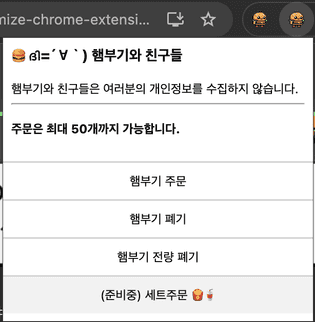 mize-chrome-extensi...
🍔 ദി=´∀｀) 햄부기와 친구들
햄부기와 친구들은 여러분의 개인정보를 수집하지 않습니다.
주문은 최대 50개까지 가능합니다.
햄부기 주문
햄부기 폐기
햄부기 전량 폐기
(준비중) 세트주문 🍟🥤